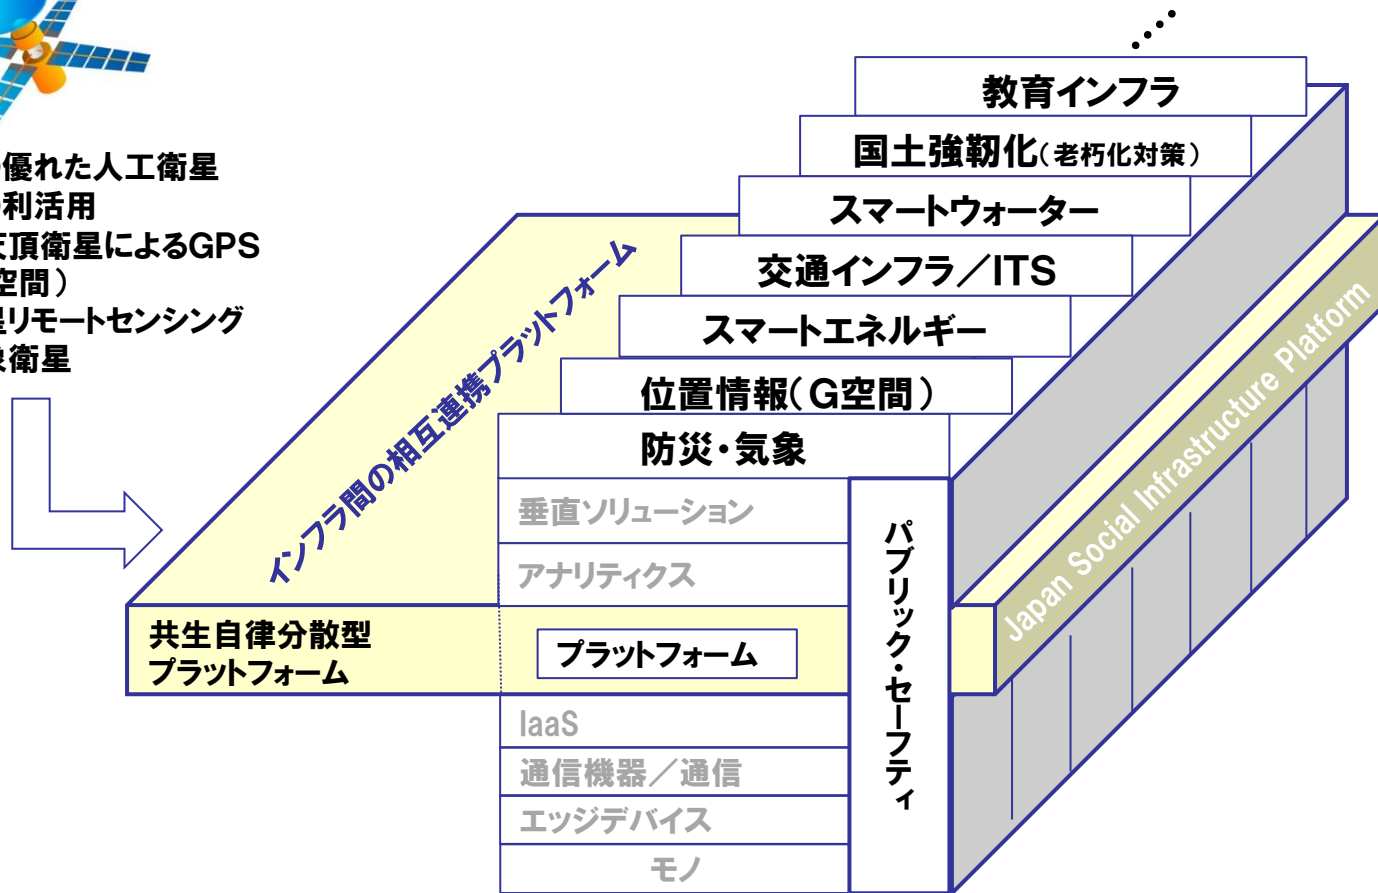 優れた人工衛星
利活用
天頂衛星によるGPS
空間）
星リモートセンシング
象衛星
教育インフラ
国土強靭化（老朽化対策）
スマートウォーター
交通インフラ／ITS
スマートエネルギー
位置情報（G空間）
防災・気象
インフラ間の相互連携プラットフォーム
垂直ソリューション
アナリティクス
共生自律分散型
プラットフォーム
プラットフォーム
IaaS
通信機器／通信
エッジデバイス
モノ
パブリック・セーフティ
Japan Social Infrastructure Platform